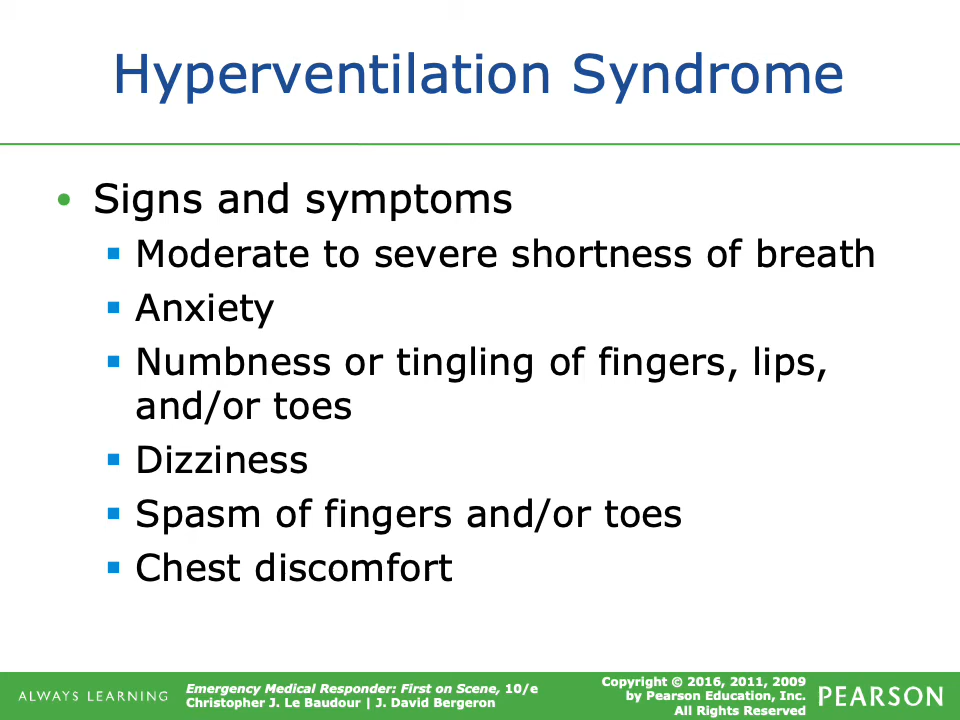 Hyperventilation Syndrome
• Signs and symptoms
▪ Moderate to severe shortness of breath
▪ Anxiety
▪ Numbness or tingling of fingers, lips,
and/or toes
▪ Dizziness
▪ Spasm of fingers and/or toes
▪ Chest discomfort
ALWAYS LEARNING
Emergency Medical Responder: First on Scene, 10/e
Christopher J. Le Baudour | J. David Bergeron
Copyright © 2016, 2011, 2009
by Pearson Education, Inc.
All Rights Reserved
PEARSON